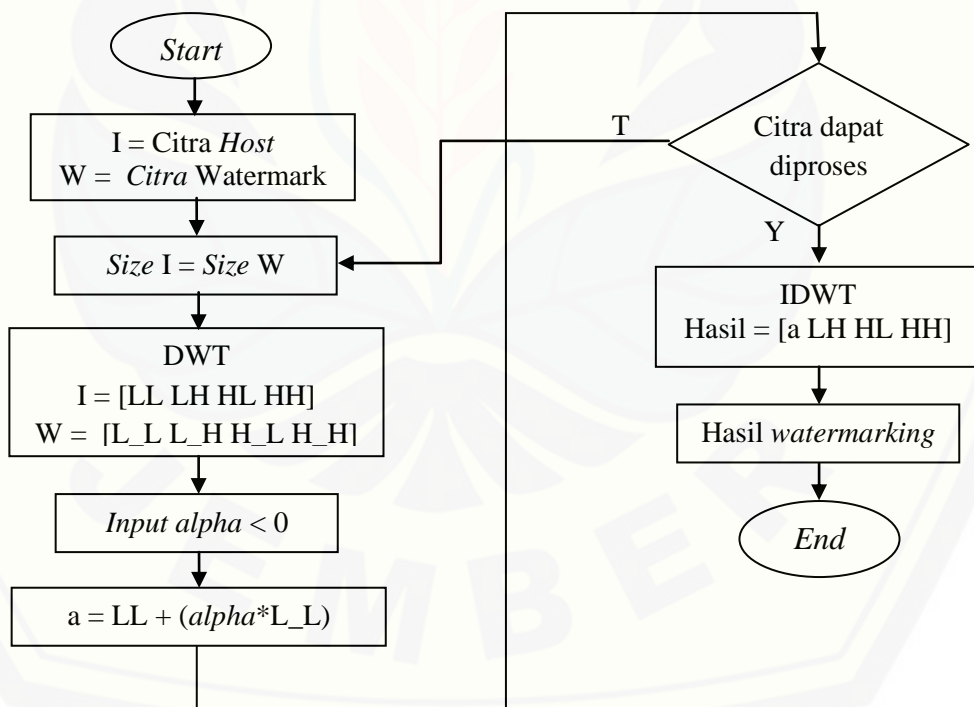 Start
I = Citra Host
W = Citra Watermark
Size I = Size W
DWT
I = [LL LH HL HH]
W = [L_L L_H H_L H_H]
Input alpha < 0
a = LL + (alpha*L_L)
Citra dapat
diproses
T
Y
IDWT
Hasil = [a LH HL HH]
Hasil watermarking
End
EMBER